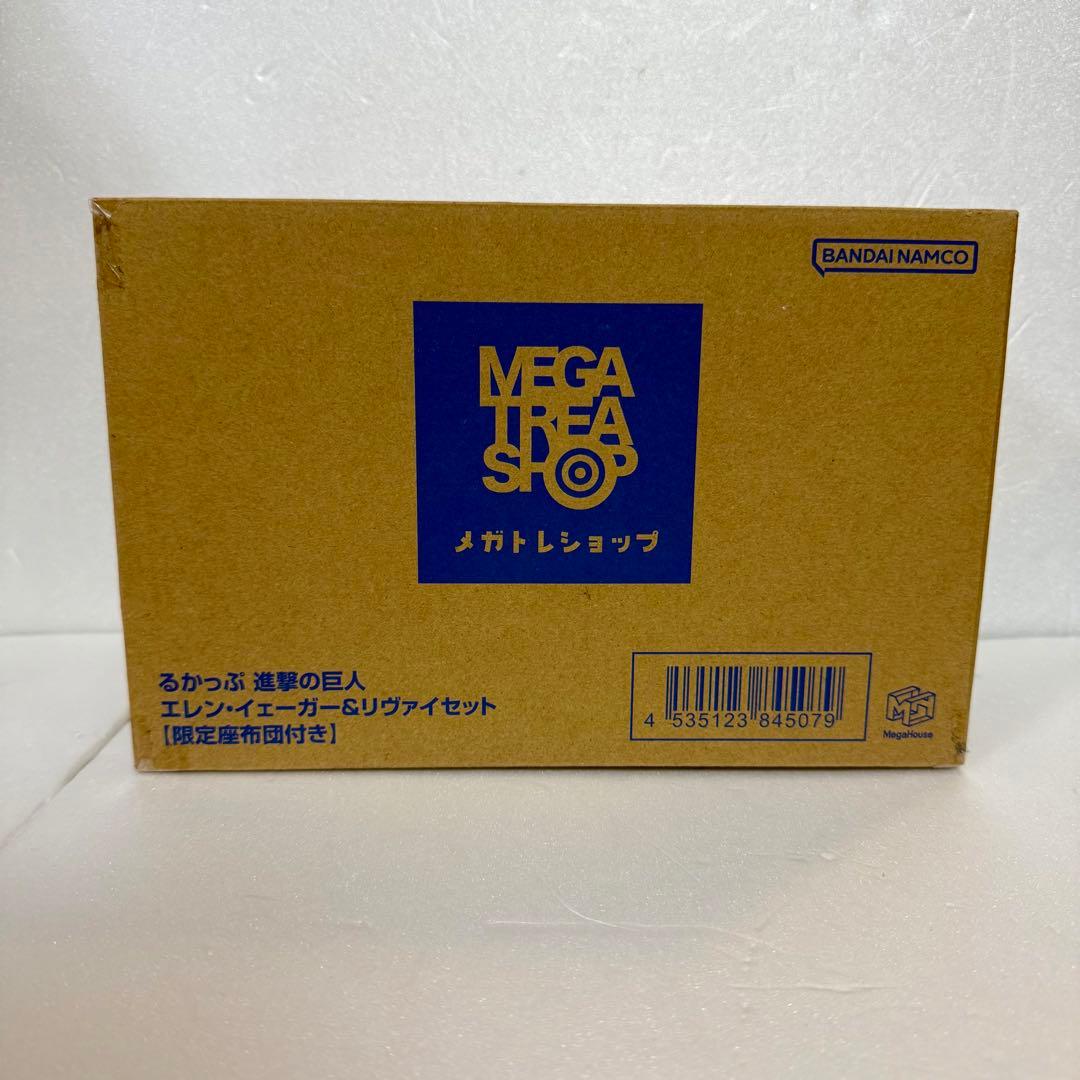 BANDAI NAMCO
MEGA
TREA
SHOP
メガトレショップ
るかっぷ 進撃の巨人
エレン・イェーガー&リヴァイセット
【限定座布団付き】
4 535123 845079
MegaHouse